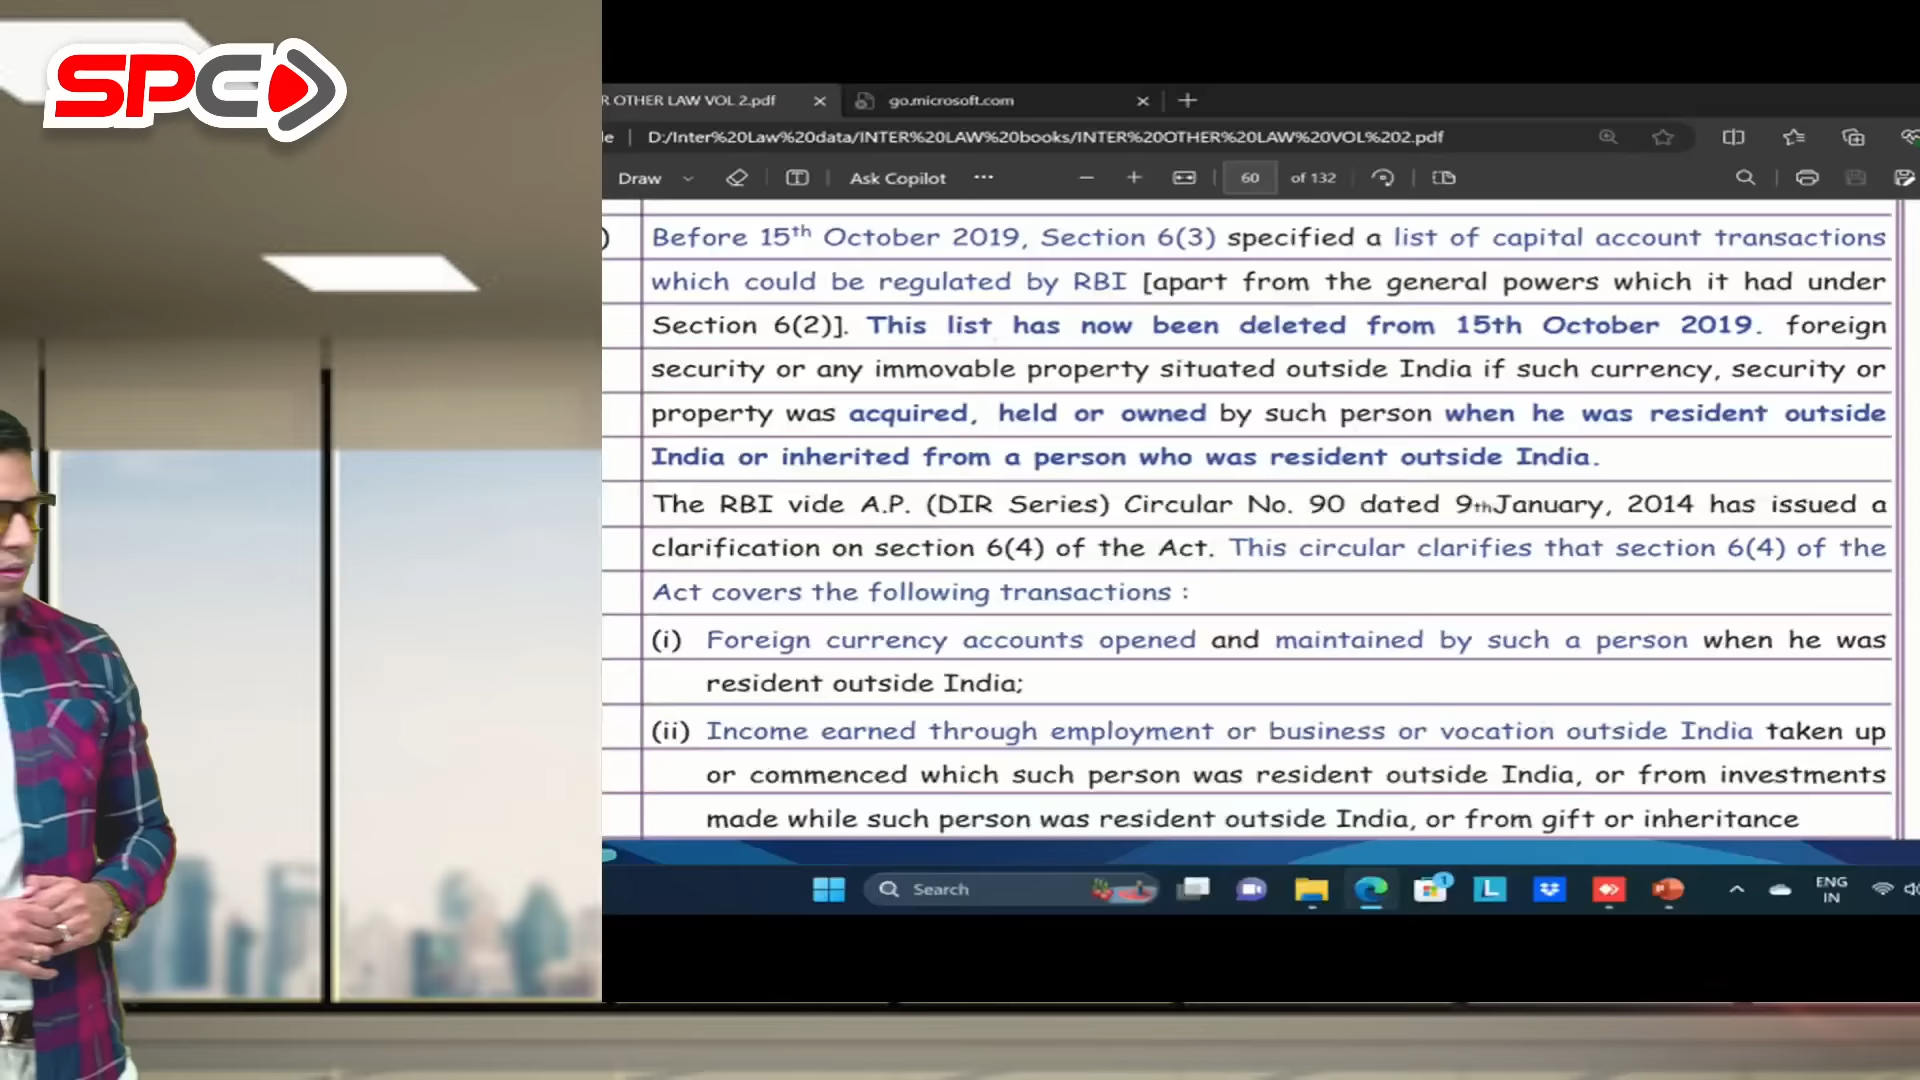 SPC
R OTHER LAW VOL 2.pdf
go.microsoft.com
le | D:/Inter%20Law%20data/INTER%20LAW%20books/INTER%20OTHER%20LAW%20VOL%202.pdf
Draw
Ask Copilot
60 of 132
) Before 15th October 2019, Section 6(3) specified a list of capital account transactions
which could be regulated by RBI [apart from the general powers which it had under
Section 6(2)]. This list has now been deleted from 15th October 2019. foreign
security or any immovable property situated outside India if such currency, security or
property was acquired, held or owned by such person when he was resident outside
India or inherited from a person who was resident outside India.
The RBI vide A.P. (DIR Series) Circular No. 90 dated 9thJanuary, 2014 has issued a
clarification on section 6(4) of the Act. This circular clarifies that section 6(4) of the
Act covers the following transactions :
(i) Foreign currency accounts opened and maintained by such a person when he was
resident outside India;
(ii) Income earned through employment or business or vocation outside India taken up
or commenced which such person was resident outside India, or from investments
made while such person was resident outside India, or from gift or inheritance
Search
1
L
ENG
IN